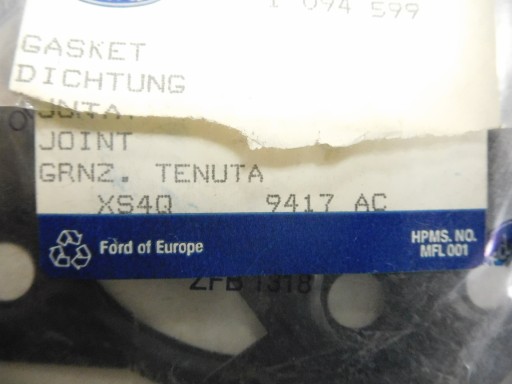 1 094 599
GASKET
DICHTUNG
JUNTA.
JOINT
GRNZ. TENUTA
XS4Q 9417 AC
Ford of Europe
HPMS. NO.
MFL 001
ZFB 1318